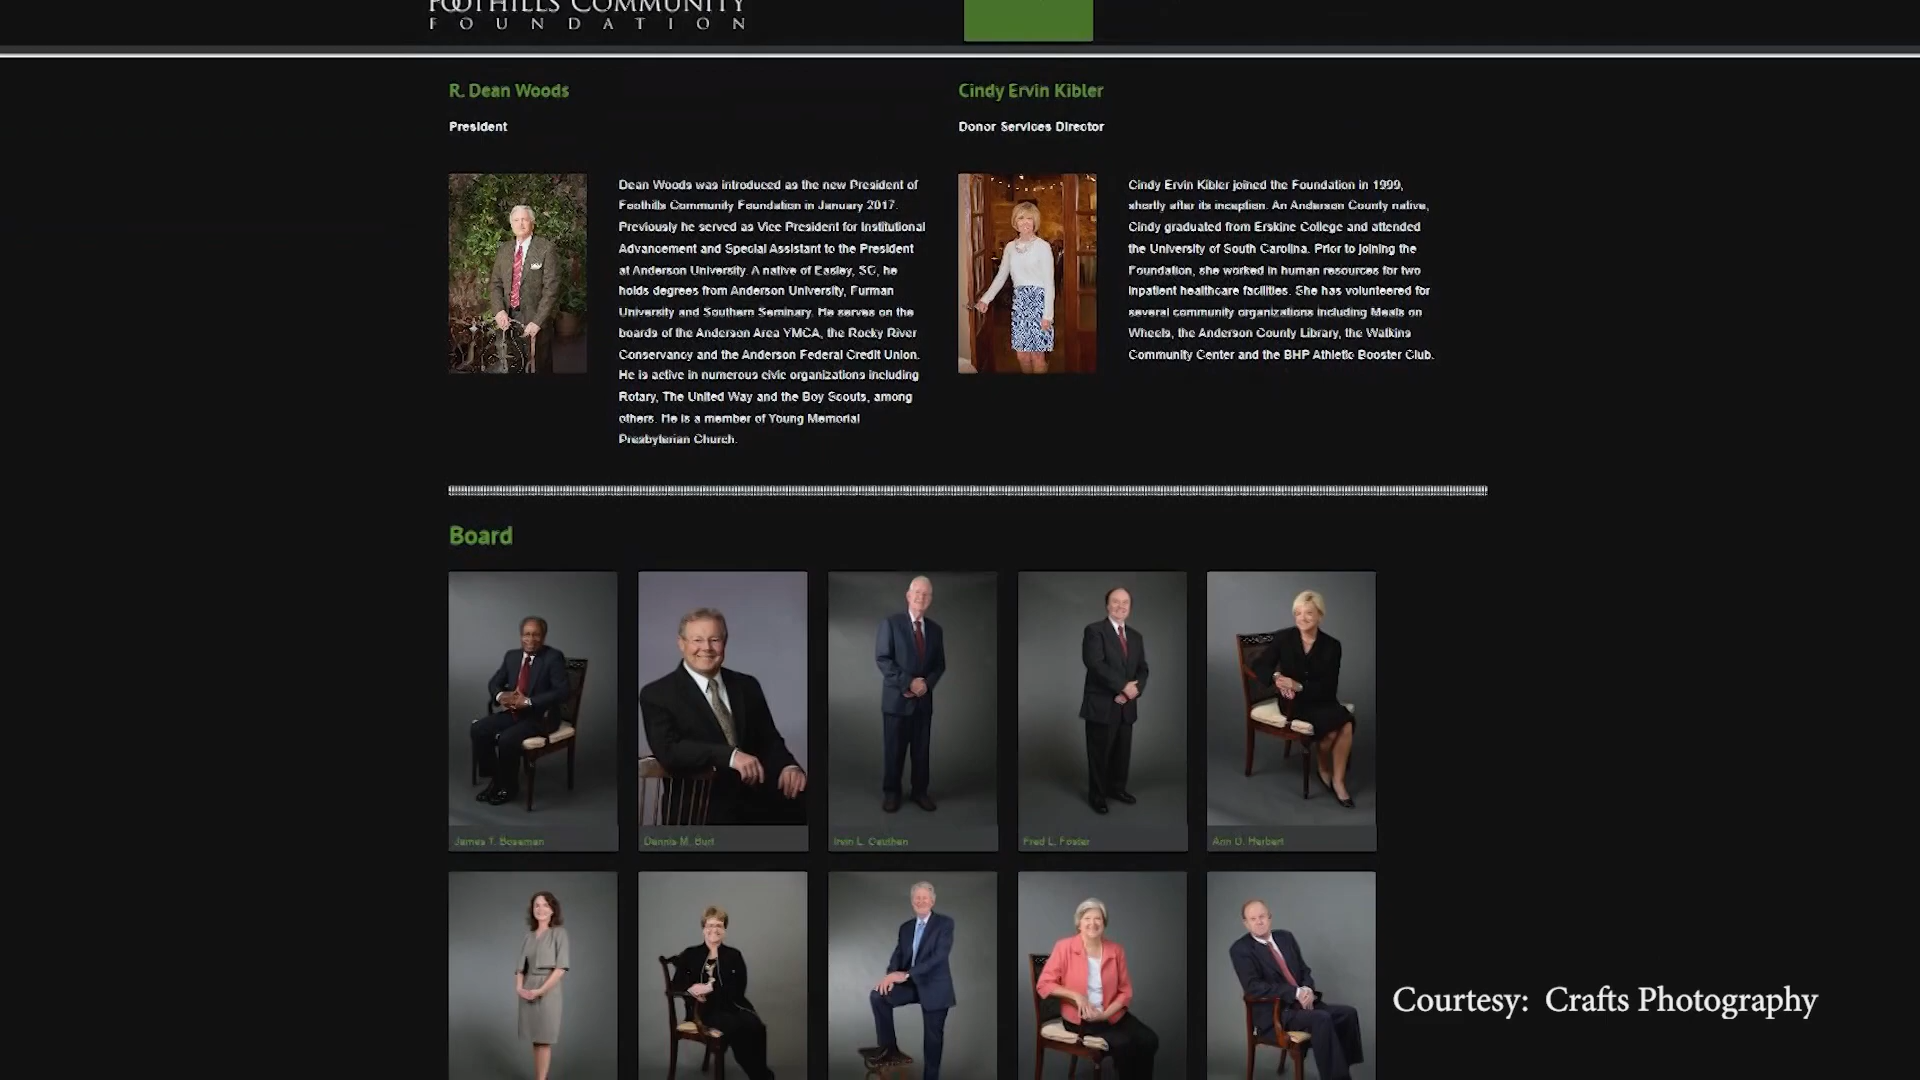 FOOTHILLS COMMUNITY
FOUNDATION
R. Dean Woods
President
Dean Woods was introduced as the new President of
Foothills Community Foundation in January 2017.
Previously he served as Vice President for Institutional
Advancement and Special Assistant to the President
at Anderson University. A native of Easley, SC, he
holds degrees from Anderson University, Furman
University and Southern Seminary. He serves on the
boards of the Anderson Area YMCA, the Rocky River
Conservancy and the Anderson Federal Credit Union.
He is active in numerous civic organizations including
Rotary, The United Way and the Boy Scouts, among
others. He is a member of Young Memorial
Presbyterian Church.
Cindy Ervin Kibler
Donor Services Director
Cindy Ervin Kibler joined the Foundation in 1999,
shortly after its inception. An Anderson County native,
Cindy graduated from Erskine College and attended
the University of South Carolina. Prior to joining the
Foundation, she worked in human resources for two
inpatient healthcare facilities. She has volunteered for
several community organizations including Meals on
Wheels, the Anderson County Library, the Watkins
Community Center and the BHP Athletic Booster Club.
Board
James T. Boseman
Dennis M. Burt
Irvin L. Cauthen
Fred L. Foster
Ann D. Herbert
Courtesy: Crafts Photography